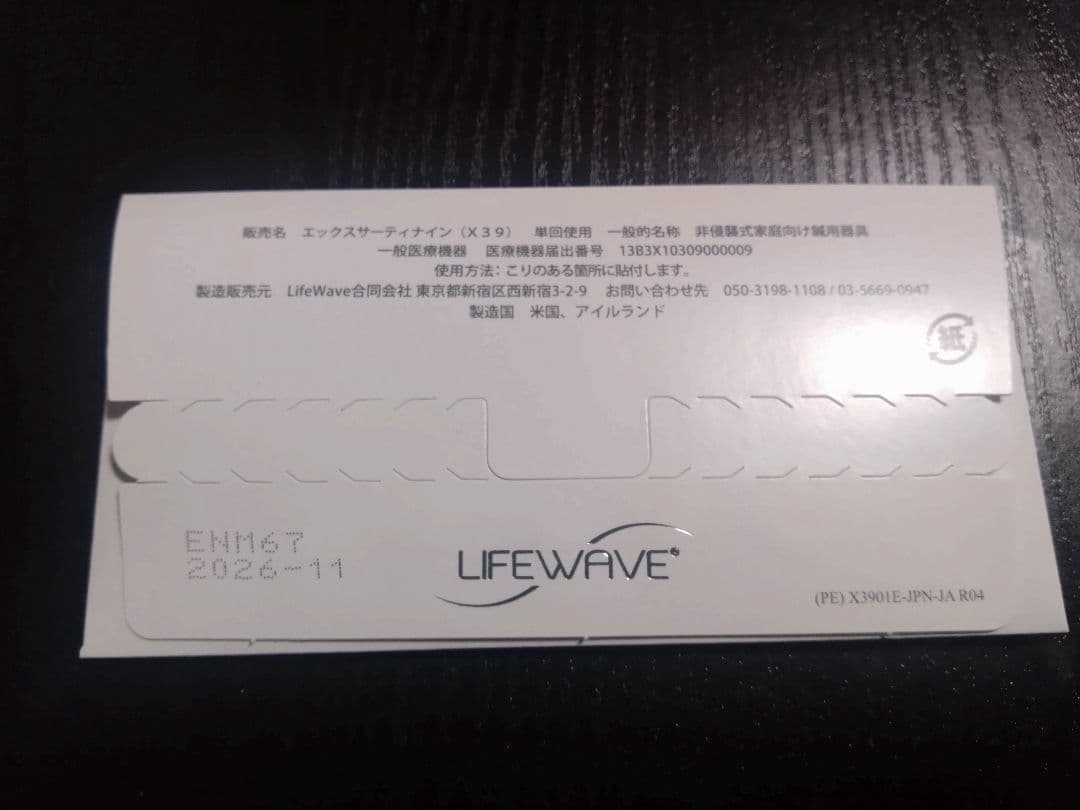 販売名 エックスサーティナイン（X39） 単回使用 一般的名称 非侵襲式家庭向け鍼用器具
一般医療機器 医療機器届出番号 13B3X10309000009
使用方法：こりのある箇所に貼付します。
製造販売元 LifeWave合同会社 東京都新宿区西新宿3-2-9 お問い合わせ先 050-3198-1108 / 03-5669-0947
製造国 米国、アイルランド
紙
ENM67
2026-11
LIFEWAVE
(PE) X3901E-JPN-JA R04